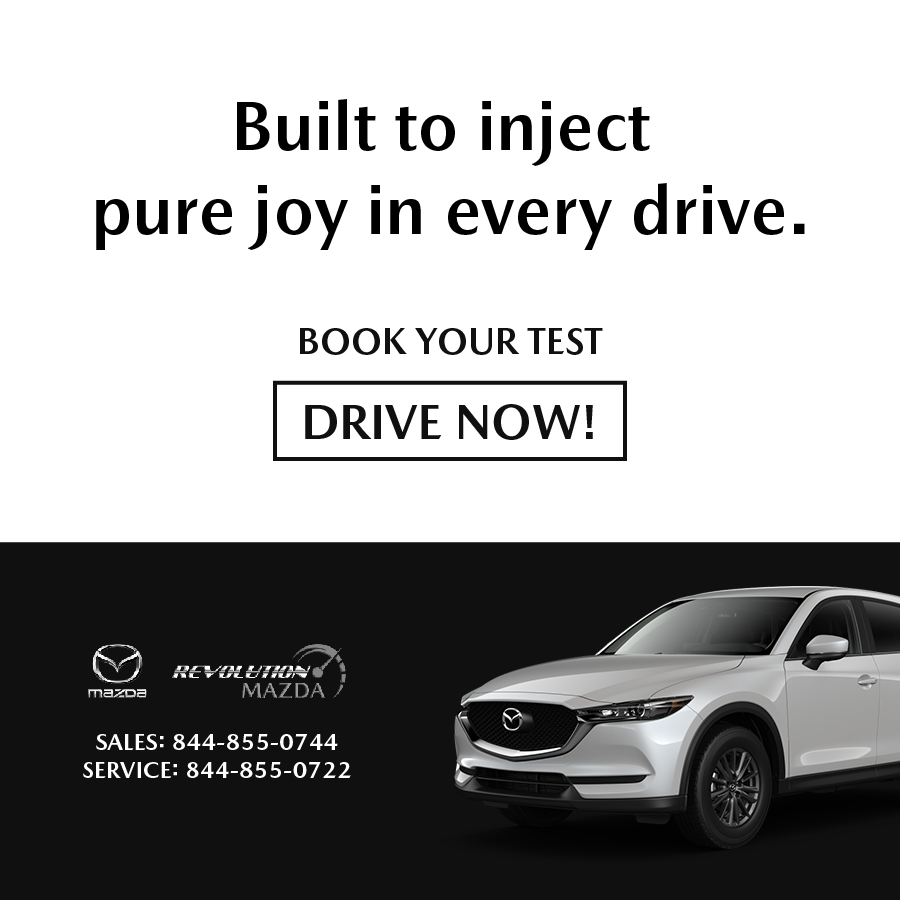 Built to inject
pure joy in every drive.
BOOK YOUR TEST
DRIVE NOW!
mazda
REVOLUTION
MAZDA
SALES: 844-855-0744
SERVICE: 844-855-0722